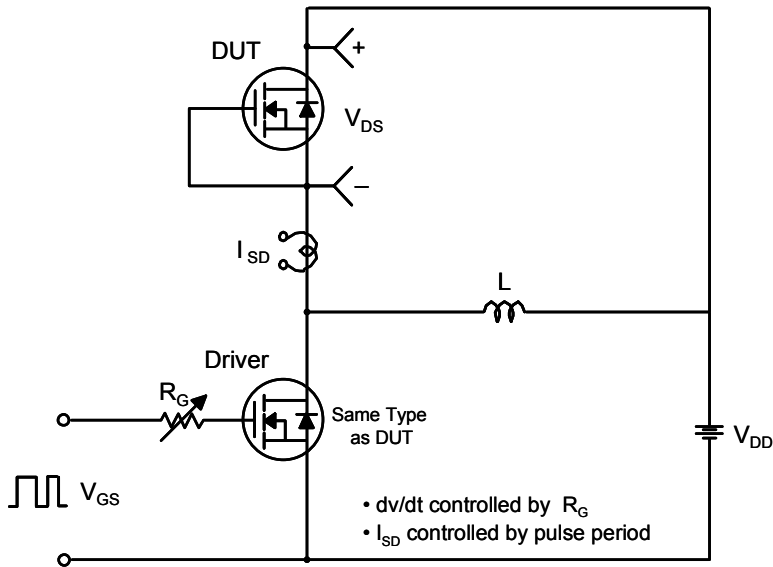 DUT
+
V_DS
–
I_SD
L
Driver
R_G
Same Type
as DUT
V_DD
V_GS
• dv/dt controlled by R_G
• I_SD controlled by pulse period